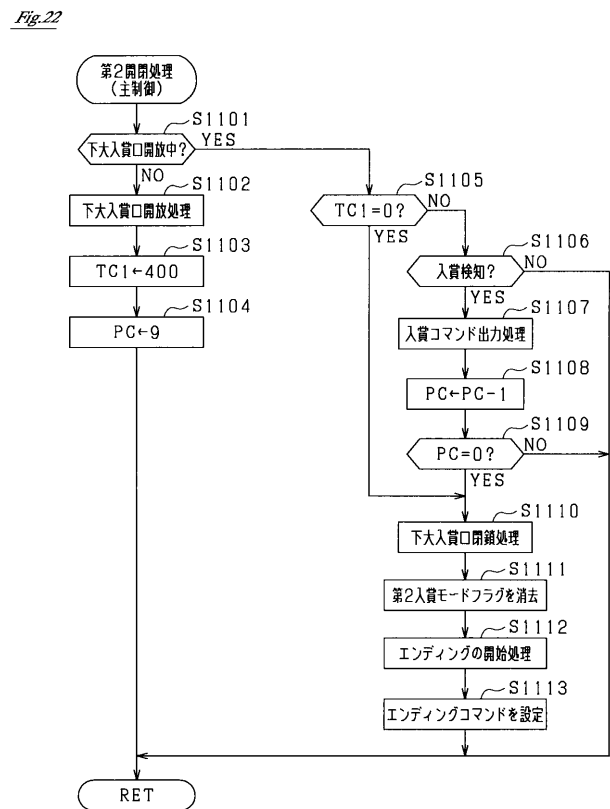 Fig.22
第2開閉処理
(主制御)
S1101
下大入賞口開放中?
YES
NO
S1102
下大入賞口開放処理
S1103
TC1←400
S1104
PC←9
S1105
TC1=0?
NO
YES
S1106
入賞検知?
NO
YES
S1107
入賞コマンド出力処理
S1108
PC←PC-1
S1109
PC=0?
NO
YES
S1110
下大入賞口閉鎖処理
S1111
第2入賞モードフラグを消去
S1112
エンディングの開始処理
S1113
エンディングコマンドを設定
RET